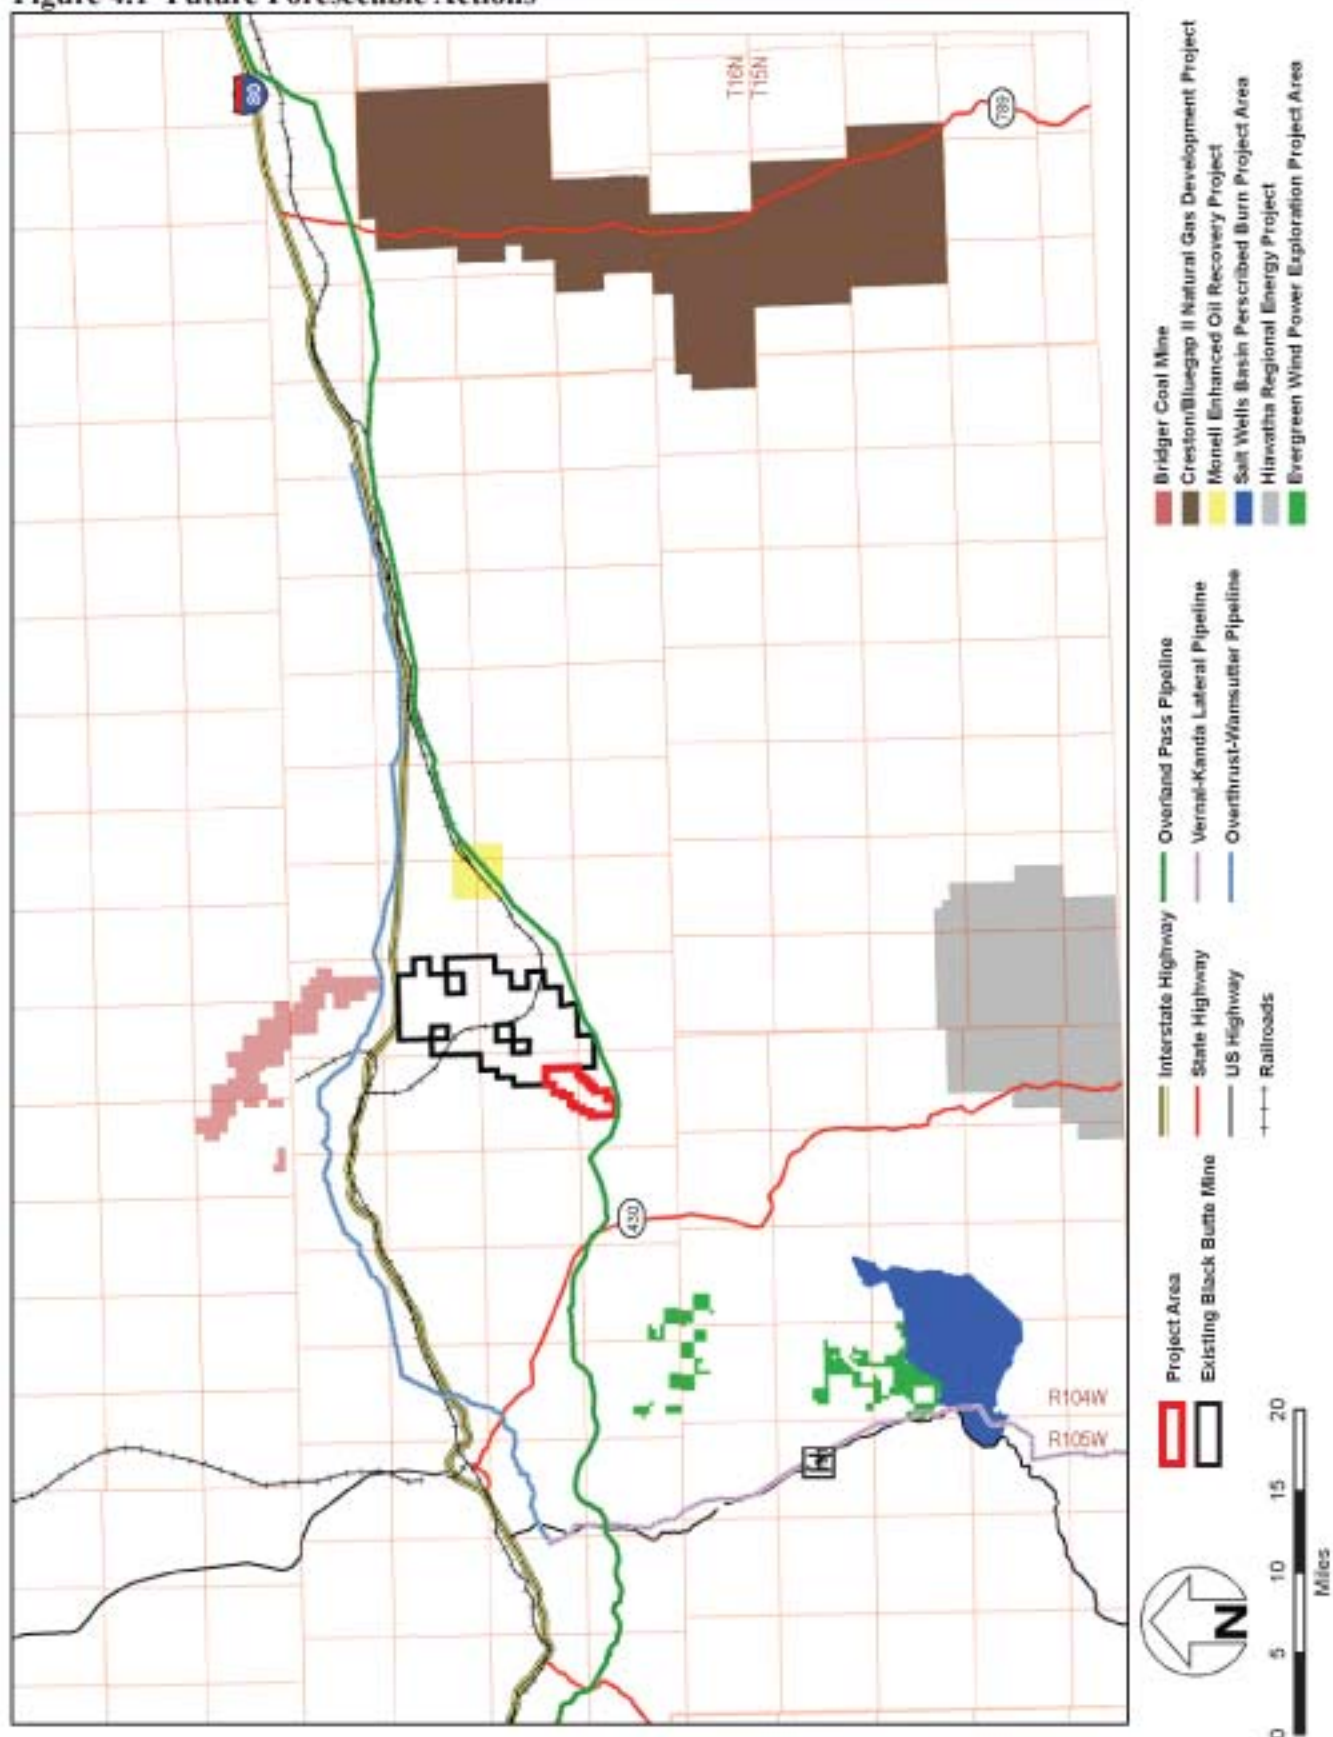 Figure 4.1 Future Foreseeable Actions
80
T16N
T15N
789
430
R104W
R105W
Project Area
Existing Black Butte Mine
Interstate Highway
State Highway
US Highway
Railroads
Overland Pass Pipeline
Vernal-Kanda Lateral Pipeline
Overthrust-Wamsutter Pipeline
Bridger Coal Mine
Creston/Bluegap II Natural Gas Development Project
Monell Enhanced Oil Recovery Project
Salt Wells Basin Perscribed Burn Project Area
Hiawatha Regional Energy Project
Evergreen Wind Power Exploration Project Area
N
0 5 10 15 20
Miles